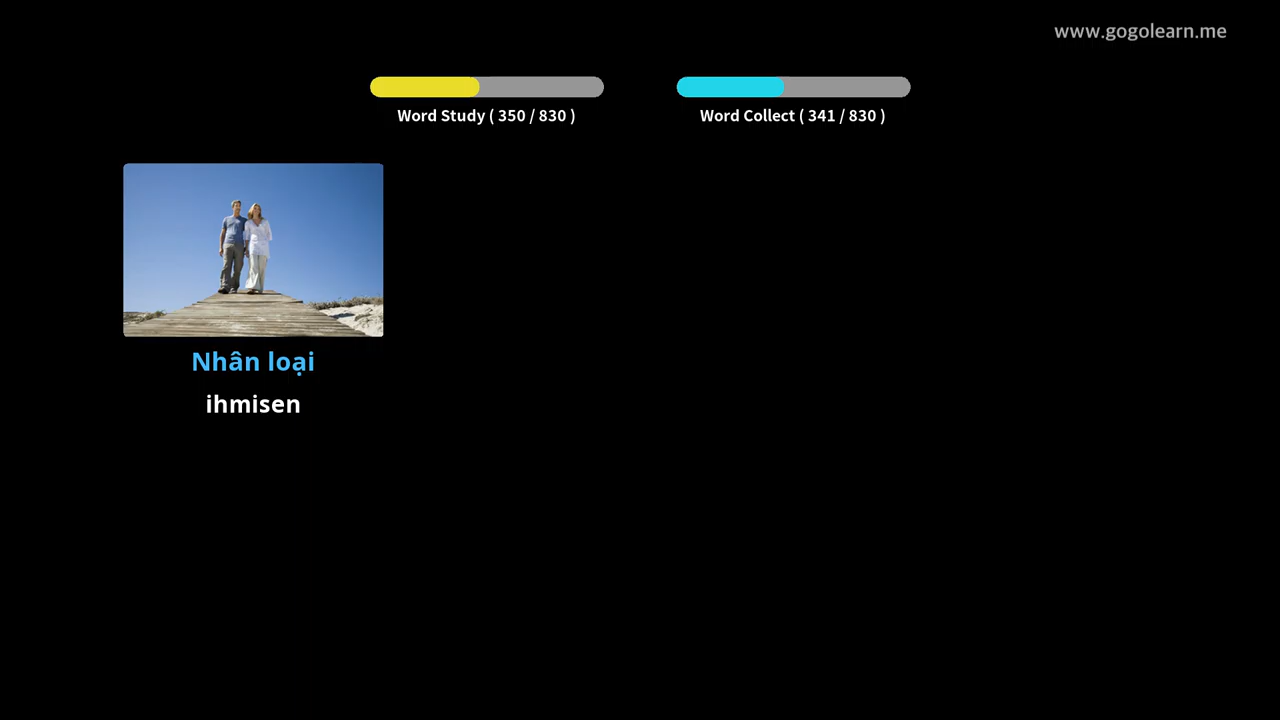 www.gogolearn.me
Word Study ( 350 / 830 )
Word Collect ( 341 / 830 )
Nhân loại
ihmisen